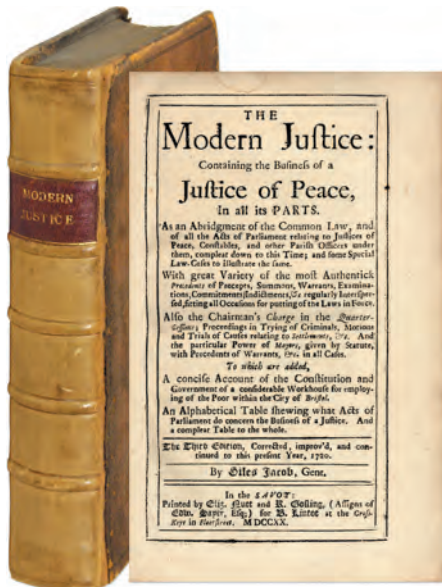 MODERN
JUSTICE
THE
Modern Juſtice:
Containing the Buſineſs of a
Juſtice of Peace,
In all its PARTS.
As an Abridgment of the Common Law, and
of all the Acts of Parliament relating to Juſtices of
Peace, Conſtables, and other Pariſh Officers under
them, compleat down to this Time; and ſome Special
Law-Caſes to illuſtrate the ſame.
With great Variety of the moſt Authentick
Precedents of Precepts, Summons, Warrants, Examina-
tions, Commitments, Indictments, &c. regularly Interſper-
ſed, fitting all Occaſions for putting of the Laws in Force.
Alſo the Chairman's Charge in the Quarter-
Seſſions; Proceedings in Trying of Criminals, Motions
and Trials of Cauſes relating to Settlements, &c. And
the particular Power of Mayors, given by Statute,
with Precedents of Warrants, &c. in all Caſes.
To which are added,
A conciſe Account of the Conſtitution and
Government of a conſiderable Workhouſe for employ-
ing of the Poor within the City of Briſtol.
An Alphabetical Table ſhewing what Acts of
Parliament do concern the Buſineſs of a Juſtice. And
a compleat Table to the whole.
The Third Edition, Corrected, improv'd, and con-
tinued to this preſent Year, 1720.
By Giles Jacob, Gent.
In the SAVOY:
Printed by Eliz. Nutt and R. Goſling, (Aſſigns of
Edw. Sayer, Eſq;) for B. Lintot at the Croſs-
Keys in Fleetſtreet. MDCCXX.